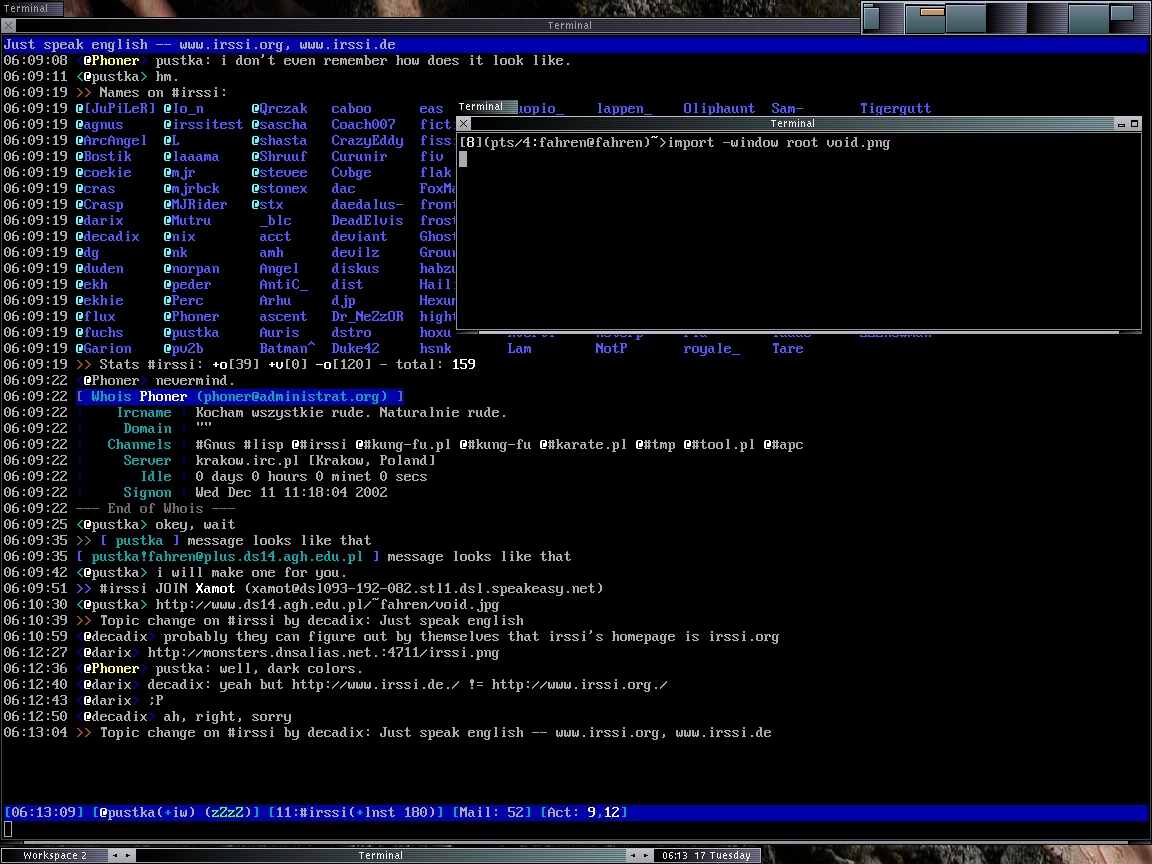 Terminal
Terminal
Just speak english -- www.irssi.org, www.irssi.de
06:09:08 <@Phoner> pustka: i don't even remember how does it look like.
06:09:11 <@pustka> hm.
06:09:19 >> Names on #irssi:
06:09:19 @[JuPiLeR] @Io_n @Qrczak caboo eas uopio_ lappen_ Oliphaunt Sam- Tigergutt
06:09:19 @agnus @irssitest @sascha Coach007
06:09:19 @ArcAngel @L @shasta CrazyEddy
06:09:19 @Bostik @laaama @Shruuf Curunir fiv
06:09:19 @coekie @mjr @stevee Cvbge flak
06:09:19 @cras @mjrbck @stonex dac FoxMa
06:09:19 @Crasp @MJRider @stx daedalus-
06:09:19 @darix @Mutru _blc DeadElvis
06:09:19 @decadix @nix acct deviant Ghost
06:09:19 @dg @nk amh devilz
06:09:19 @duden @norpan Angel diskus
06:09:19 @ekh @peder AntiC_ dist
06:09:19 @ekhie @Perc Arhu djp
06:09:19 @flux @Phoner ascent Dr_NeZzOR
06:09:19 @fuchs @pustka Auris dstro hoxu
06:09:19 @Garion @pv2b Batman^ Duke42 hsnk Lam NotP royale_ Tare
Terminal
Terminal
[8](pts/4:fahren@fahren)~>import -window root void.png
06:09:19 >> Stats #irssi: +o[39] +v[0] -o[120] - total: 159
06:09:22 <@Phoner> nevermind.
06:09:22 [ Whois Phoner (phoner@administrat.org) ]
06:09:22 : Ircname : Kocham wszystkie rude. Naturalnie rude.
06:09:22 : Domain : ""
06:09:22 : Channels : #Gnus #lisp @#irssi @#kung-fu.pl @#kung-fu @#karate.pl @#tmp @#tool.pl @#apc
06:09:22 : Server : krakow.irc.pl [Krakow, Poland]
06:09:22 : Idle : 0 days 0 hours 0 minet 0 secs
06:09:22 : Signon : Wed Dec 11 11:18:04 2002
06:09:22 --- End of Whois ---
06:09:25 <@pustka> okey, wait
06:09:35 >> [ pustka ] message looks like that
06:09:35 [ pustka!fahren@plus.ds14.agh.edu.pl ] message looks like that
06:09:42 <@pustka> i will make one for you.
06:09:51 >> #irssi JOIN Xamot (xamot@dsl093-192-082.stl1.dsl.speakeasy.net)
06:10:30 <@pustka> http://www.ds14.agh.edu.pl/~fahren/void.jpg
06:10:39 >> Topic change on #irssi by decadix: Just speak english
06:10:59 <@decadix> probably they can figure out by themselves that irssi's homepage is irssi.org
06:12:27 <@darix> http://monsters.dnsalias.net.:4711/irssi.png
06:12:36 <@Phoner> pustka: well, dark colors.
06:12:40 <@darix> decadix: yeah but http://www.irssi.de./ != http://www.irssi.org./
06:12:43 <@darix> ;P
06:12:50 <@decadix> ah, right, sorry
06:13:04 >> Topic change on #irssi by decadix: Just speak english -- www.irssi.org, www.irssi.de
[06:13:09] [@pustka(+iw) (zZzZ)] [11:#irssi(+lnst 180)] [Mail: 52] [Act: 9,12]
Workspace 2 Terminal 06:13 17 Tuesday